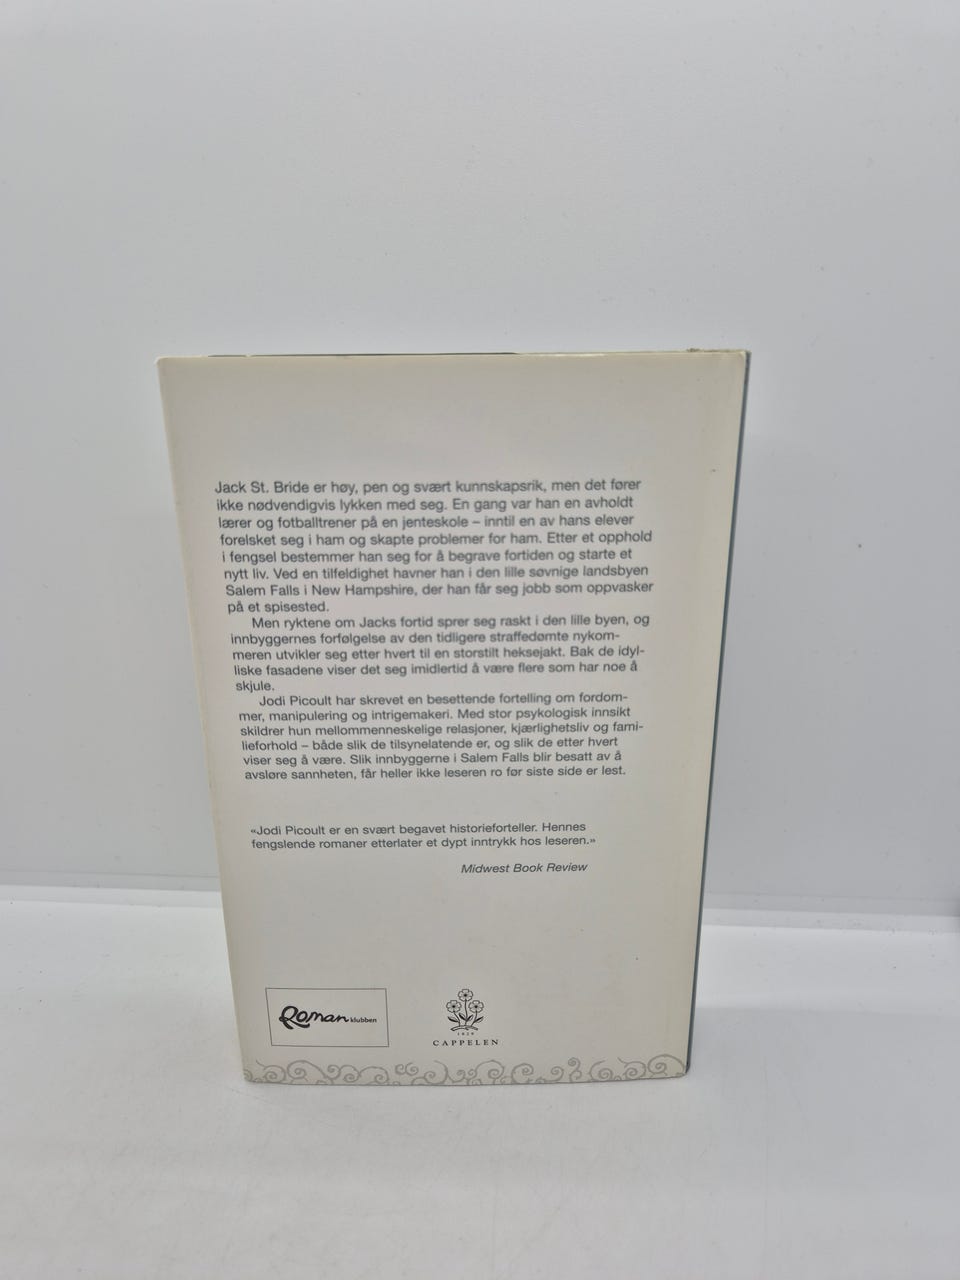 Jack St. Bride er høy, pen og svært kunnskapsrik, men det fører
ikke nødvendigvis lykken med seg. En gang var han en avholdt
lærer og fotballtrener på en jenteskole – inntil en av hans elever
forelsket seg i ham og skapte problemer for ham. Etter et opphold
i fengsel bestemmer han seg for å begrave fortiden og starte et
nytt liv. Ved en tilfeldighet havner han i den lille søvnige landsbyen
Salem Falls i New Hampshire, der han får seg jobb som oppvasker
på et spisested.
Men ryktene om Jacks fortid sprer seg raskt i den lille byen, og
innbyggernes forfølgelse av den tidligere straffedømte nykom-
meren utvikler seg etter hvert til en storstilt heksejakt. Bak de idyl-
liske fasadene viser det seg imidlertid å være flere som har noe å
skjule.
Jodi Picoult har skrevet en besettende fortelling om fordom-
mer, manipulering og intrigemakeri. Med stor psykologisk innsikt
skildrer hun mellommenneskelige relasjoner, kjærlighetsliv og fami-
lieforhold – både slik de tilsynelatende er, og slik de etter hvert
viser seg å være. Slik innbyggerne i Salem Falls blir besatt av å
avsløre sannheten, får heller ikke leseren ro før siste side er lest.
«Jodi Picoult er en svært begavet historieforteller. Hennes
fengslende romaner etterlater et dypt inntrykk hos leseren.»
Midwest Book Review
Roman klubben
1829
CAPPELEN